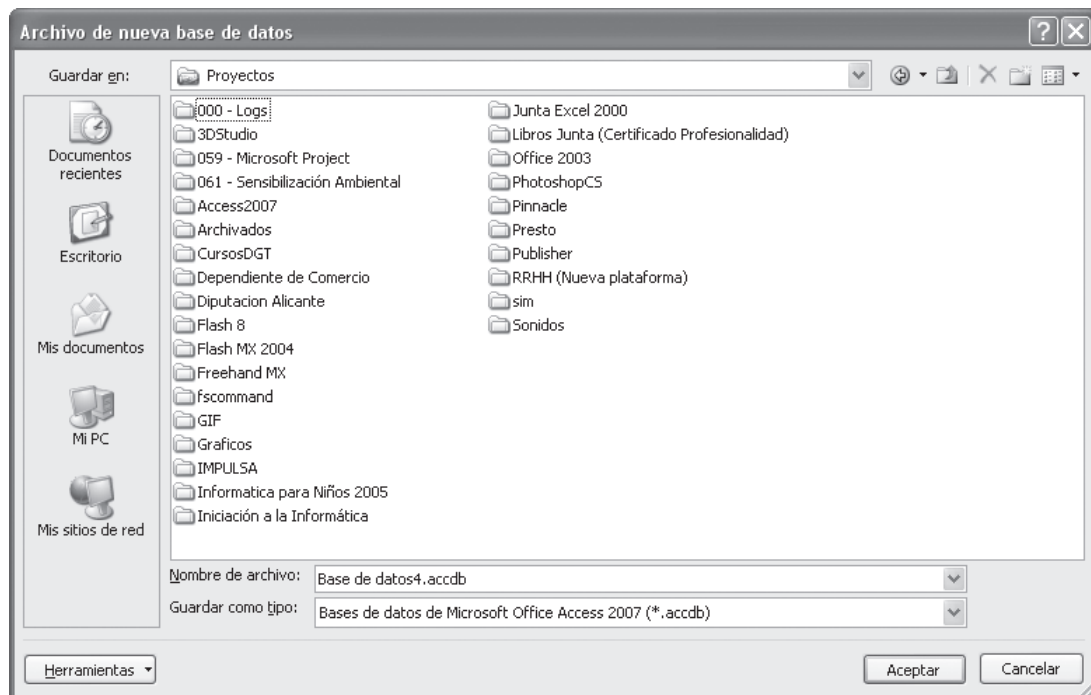 Archivo de nueva base de datos
Guardar en:
Proyectos
Documentos
recientes
Escritorio
Mis documentos
Mi PC
Mis sitios de red
000 - Logs
3DStudio
059 - Microsoft Project
061 - Sensibilización Ambiental
Access2007
Archivados
CursosDGT
Dependiente de Comercio
Diputacion Alicante
Flash 8
Flash MX 2004
Freehand MX
fscommand
GIF
Graficos
IMPULSA
Informatica para Niños 2005
Iniciación a la Informática
Junta Excel 2000
Libros Junta (Certificado Profesionalidad)
Office 2003
PhotoshopCS
Pinnacle
Presto
Publisher
RRHH (Nueva plataforma)
sim
Sonidos
Nombre de archivo:
Base de datos4.accdb
Guardar como tipo:
Bases de datos de Microsoft Office Access 2007 (*.accdb)
Herramientas
Aceptar
Cancelar